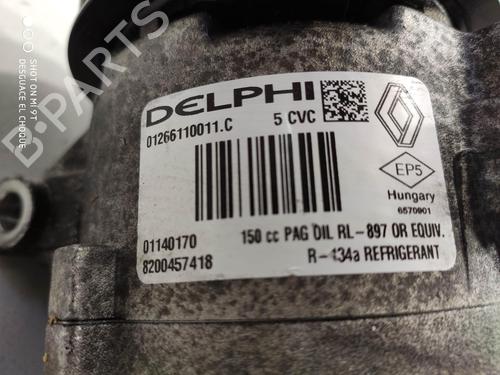 DELPHI
01266110011.C 5 CVC
EP5
Hungary
6570901
01140170 150 cc PAG OIL RL-897 OR EQUIV.
8200457418 R-134a REFRIGERANT
SHOT ON MI 9T
DESGUACE EL CHOQUE
B-PARTS